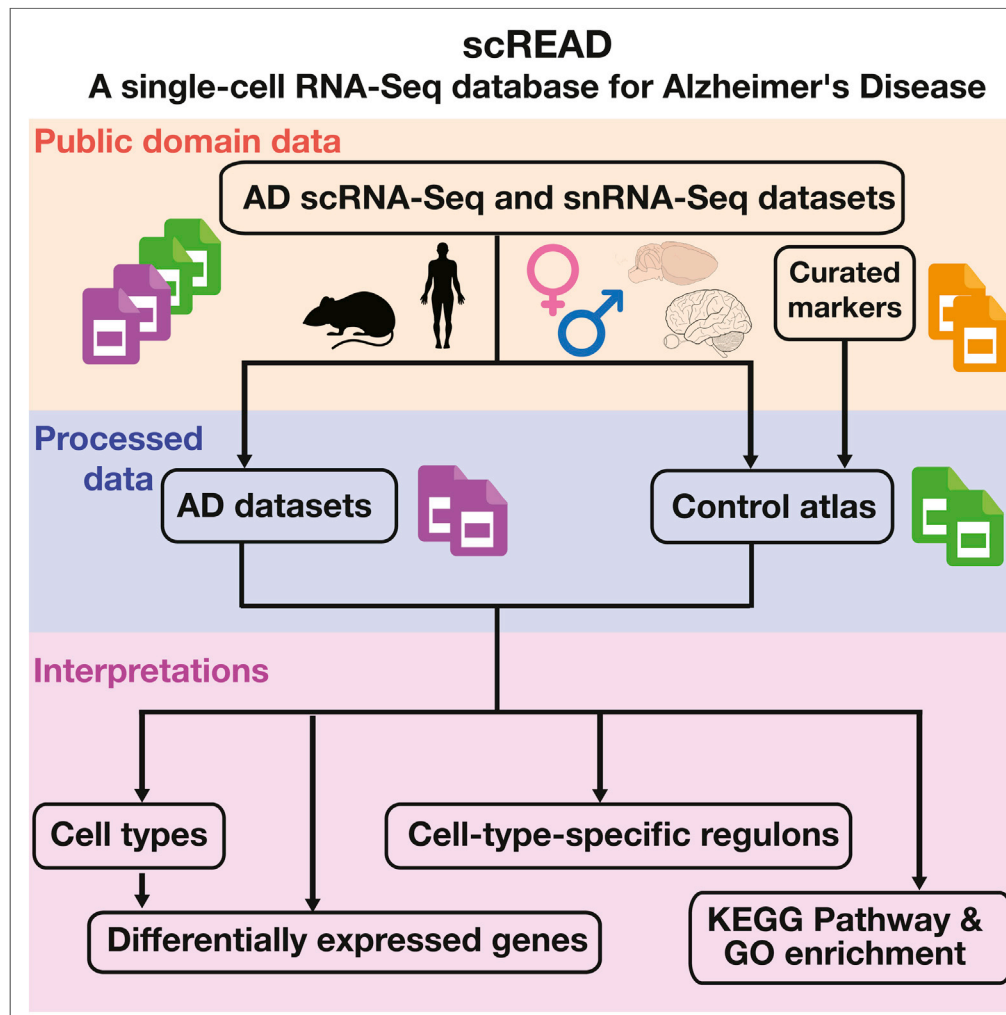 scREAD
A single-cell RNA-Seq database for Alzheimer's Disease
Public domain data
AD scRNA-Seq and snRNA-Seq datasets
Curated
markers
Processed
data
AD datasets
Control atlas
Interpretations
Cell types
Cell-type-specific regulons
Differentially expressed genes
KEGG Pathway &
GO enrichment